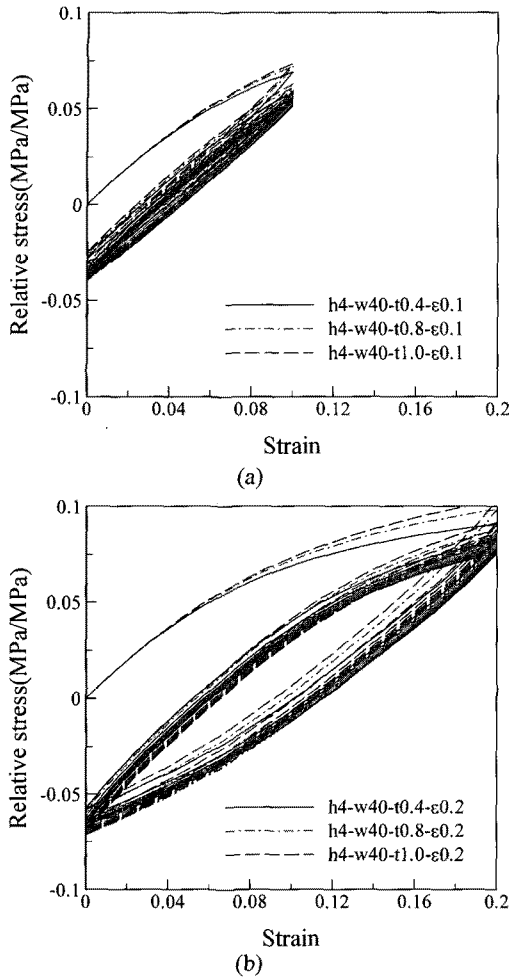 0.1
0.05
0
-0.05
-0.1
Relative stress(MPa/MPa)
h4-w40-t0.4-ε0.1
h4-w40-t0.8-ε0.1
h4-w40-t1.0-ε0.1
0 0.04 0.08 0.12 0.16 0.2
Strain
(a)
0.1
0.05
0
-0.05
-0.1
Relative stress(MPa/MPa)
h4-w40-t0.4-ε0.2
h4-w40-t0.8-ε0.2
h4-w40-t1.0-ε0.2
0 0.04 0.08 0.12 0.16 0.2
Strain
(b)